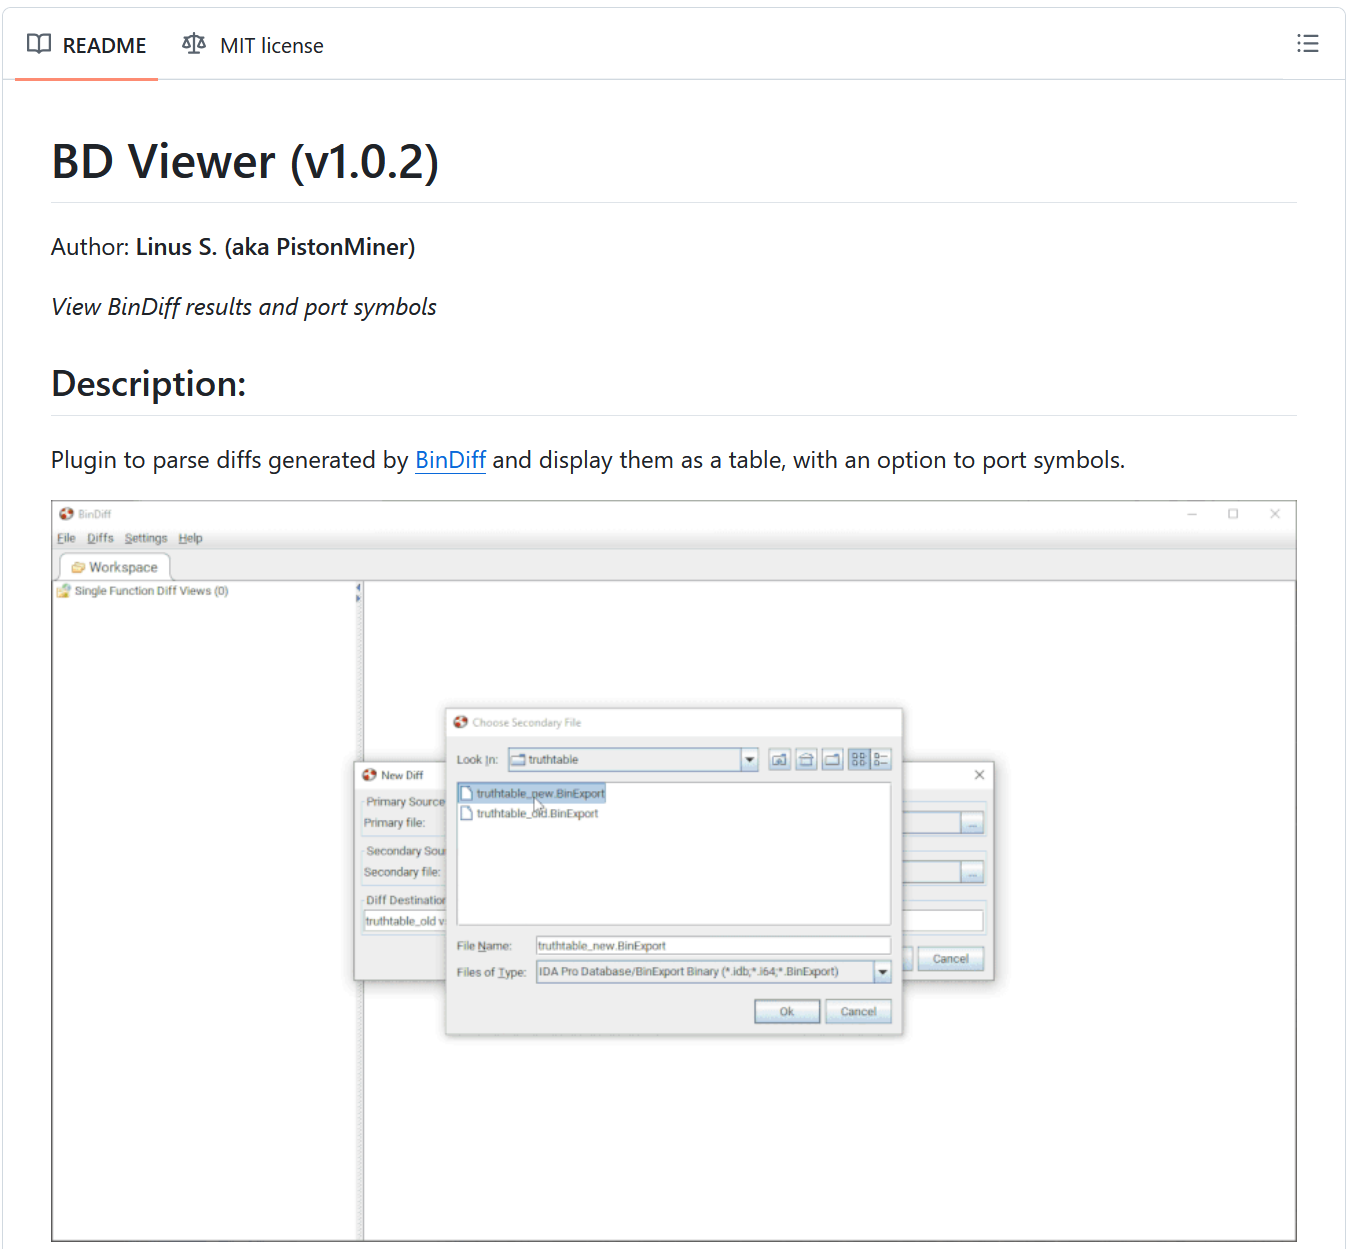 README MIT license
BD Viewer (v1.0.2)
Author: Linus S. (aka PistonMiner)
View BinDiff results and port symbols
Description:
Plugin to parse diffs generated by BinDiff and display them as a table, with an option to port symbols.
BinDiff
File Diffs Settings Help
Workspace
Single Function Diff Views (0)
Choose Secondary File
Look In: truthtable
truthtable_new.BinExport
truthtable_old.BinExport
File Name: truthtable_new.BinExport
Files of Type: IDA Pro Database/BinExport Binary (*.idb;*.i64;*.BinExport)
Ok Cancel
New Diff
Primary Source
Primary file: ...
Secondary Sou
Secondary file: ...
Diff Destination
truthtable_old v
Cancel